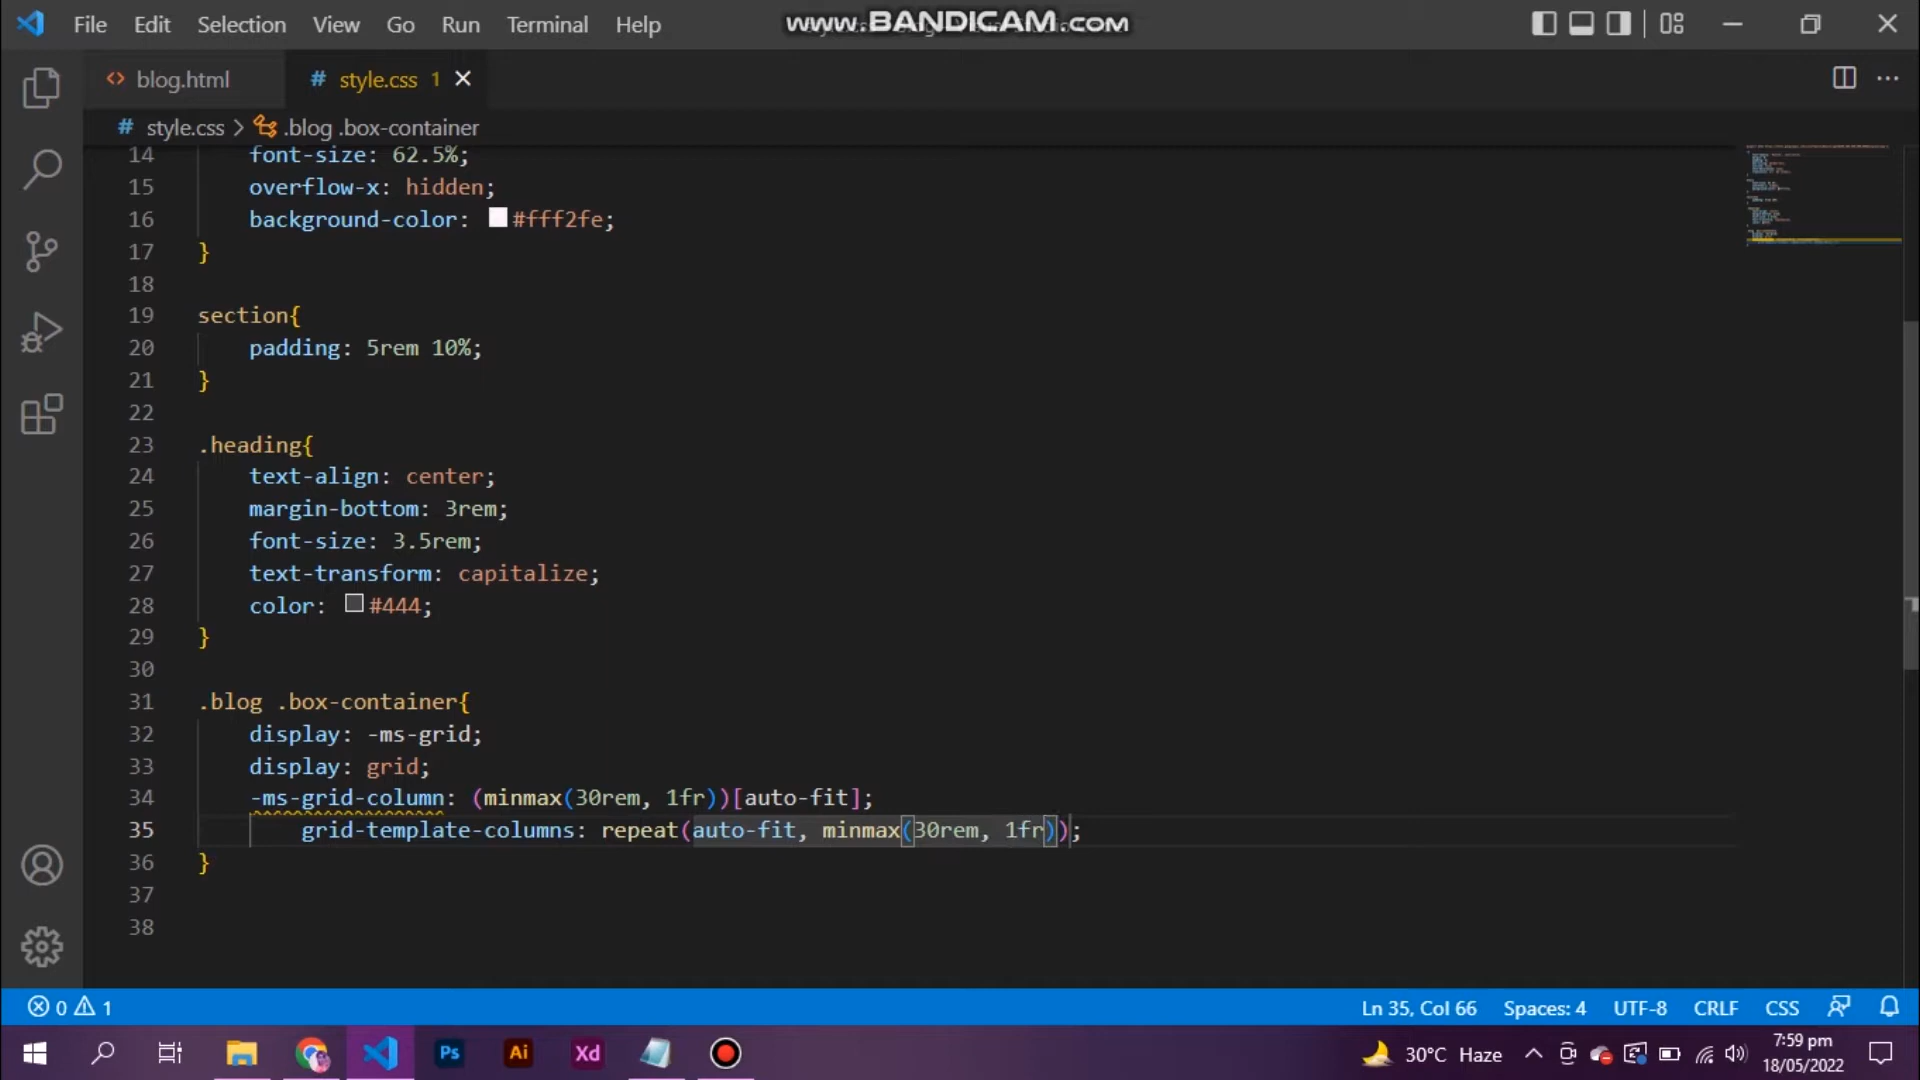 File Edit Selection View Go Run Terminal Help
www.BANDICAM.com
<> blog.html # style.css 1
# style.css > .blog .box-container
14 font-size: 62.5%;
15 overflow-x: hidden;
16 background-color: #fff2fe;
17 }
18
19 section{
20 padding: 5rem 10%;
21 }
22
23 .heading{
24 text-align: center;
25 margin-bottom: 3rem;
26 font-size: 3.5rem;
27 text-transform: capitalize;
28 color: #444;
29 }
30
31 .blog .box-container{
32 display: -ms-grid;
33 display: grid;
34 -ms-grid-column: (minmax(30rem, 1fr))[auto-fit];
35 grid-template-columns: repeat(auto-fit, minmax(30rem, 1fr));
36 }
37
38
0 1 Ln 35, Col 66 Spaces: 4 UTF-8 CRLF CSS
Ps Ai Xd 30°C Haze 7:59 pm
18/05/2022